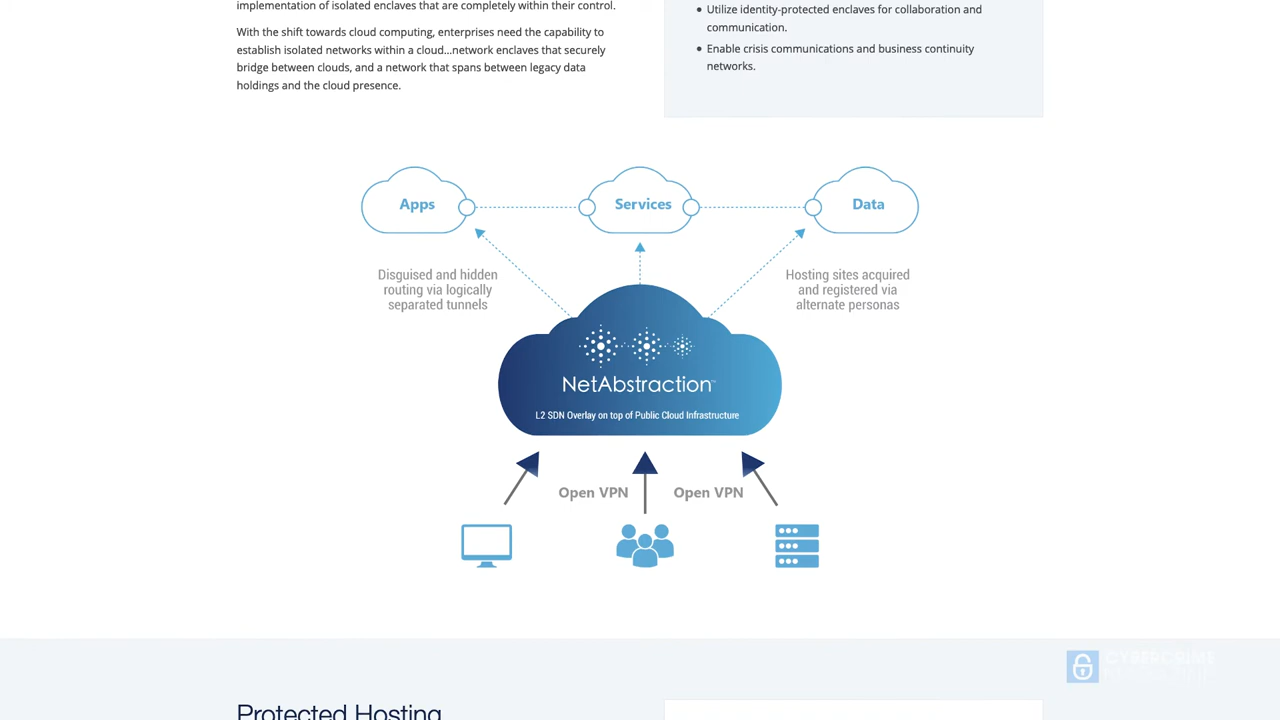 implementation of isolated enclaves that are completely within their control.
With the shift towards cloud computing, enterprises need the capability to
establish isolated networks within a cloud...network enclaves that securely
bridge between clouds, and a network that spans between legacy data
holdings and the cloud presence.
• Utilize identity-protected enclaves for collaboration and
communication.
• Enable crisis communications and business continuity
networks.
Apps
Services
Data
Disguised and hidden
routing via logically
separated tunnels
Hosting sites acquired
and registered via
alternate personas
NetAbstraction™
L2 SDN Overlay on top of Public Cloud Infrastructure
Open VPN
Open VPN
CYBERCRIME
MAGAZINE
Protected Hosting